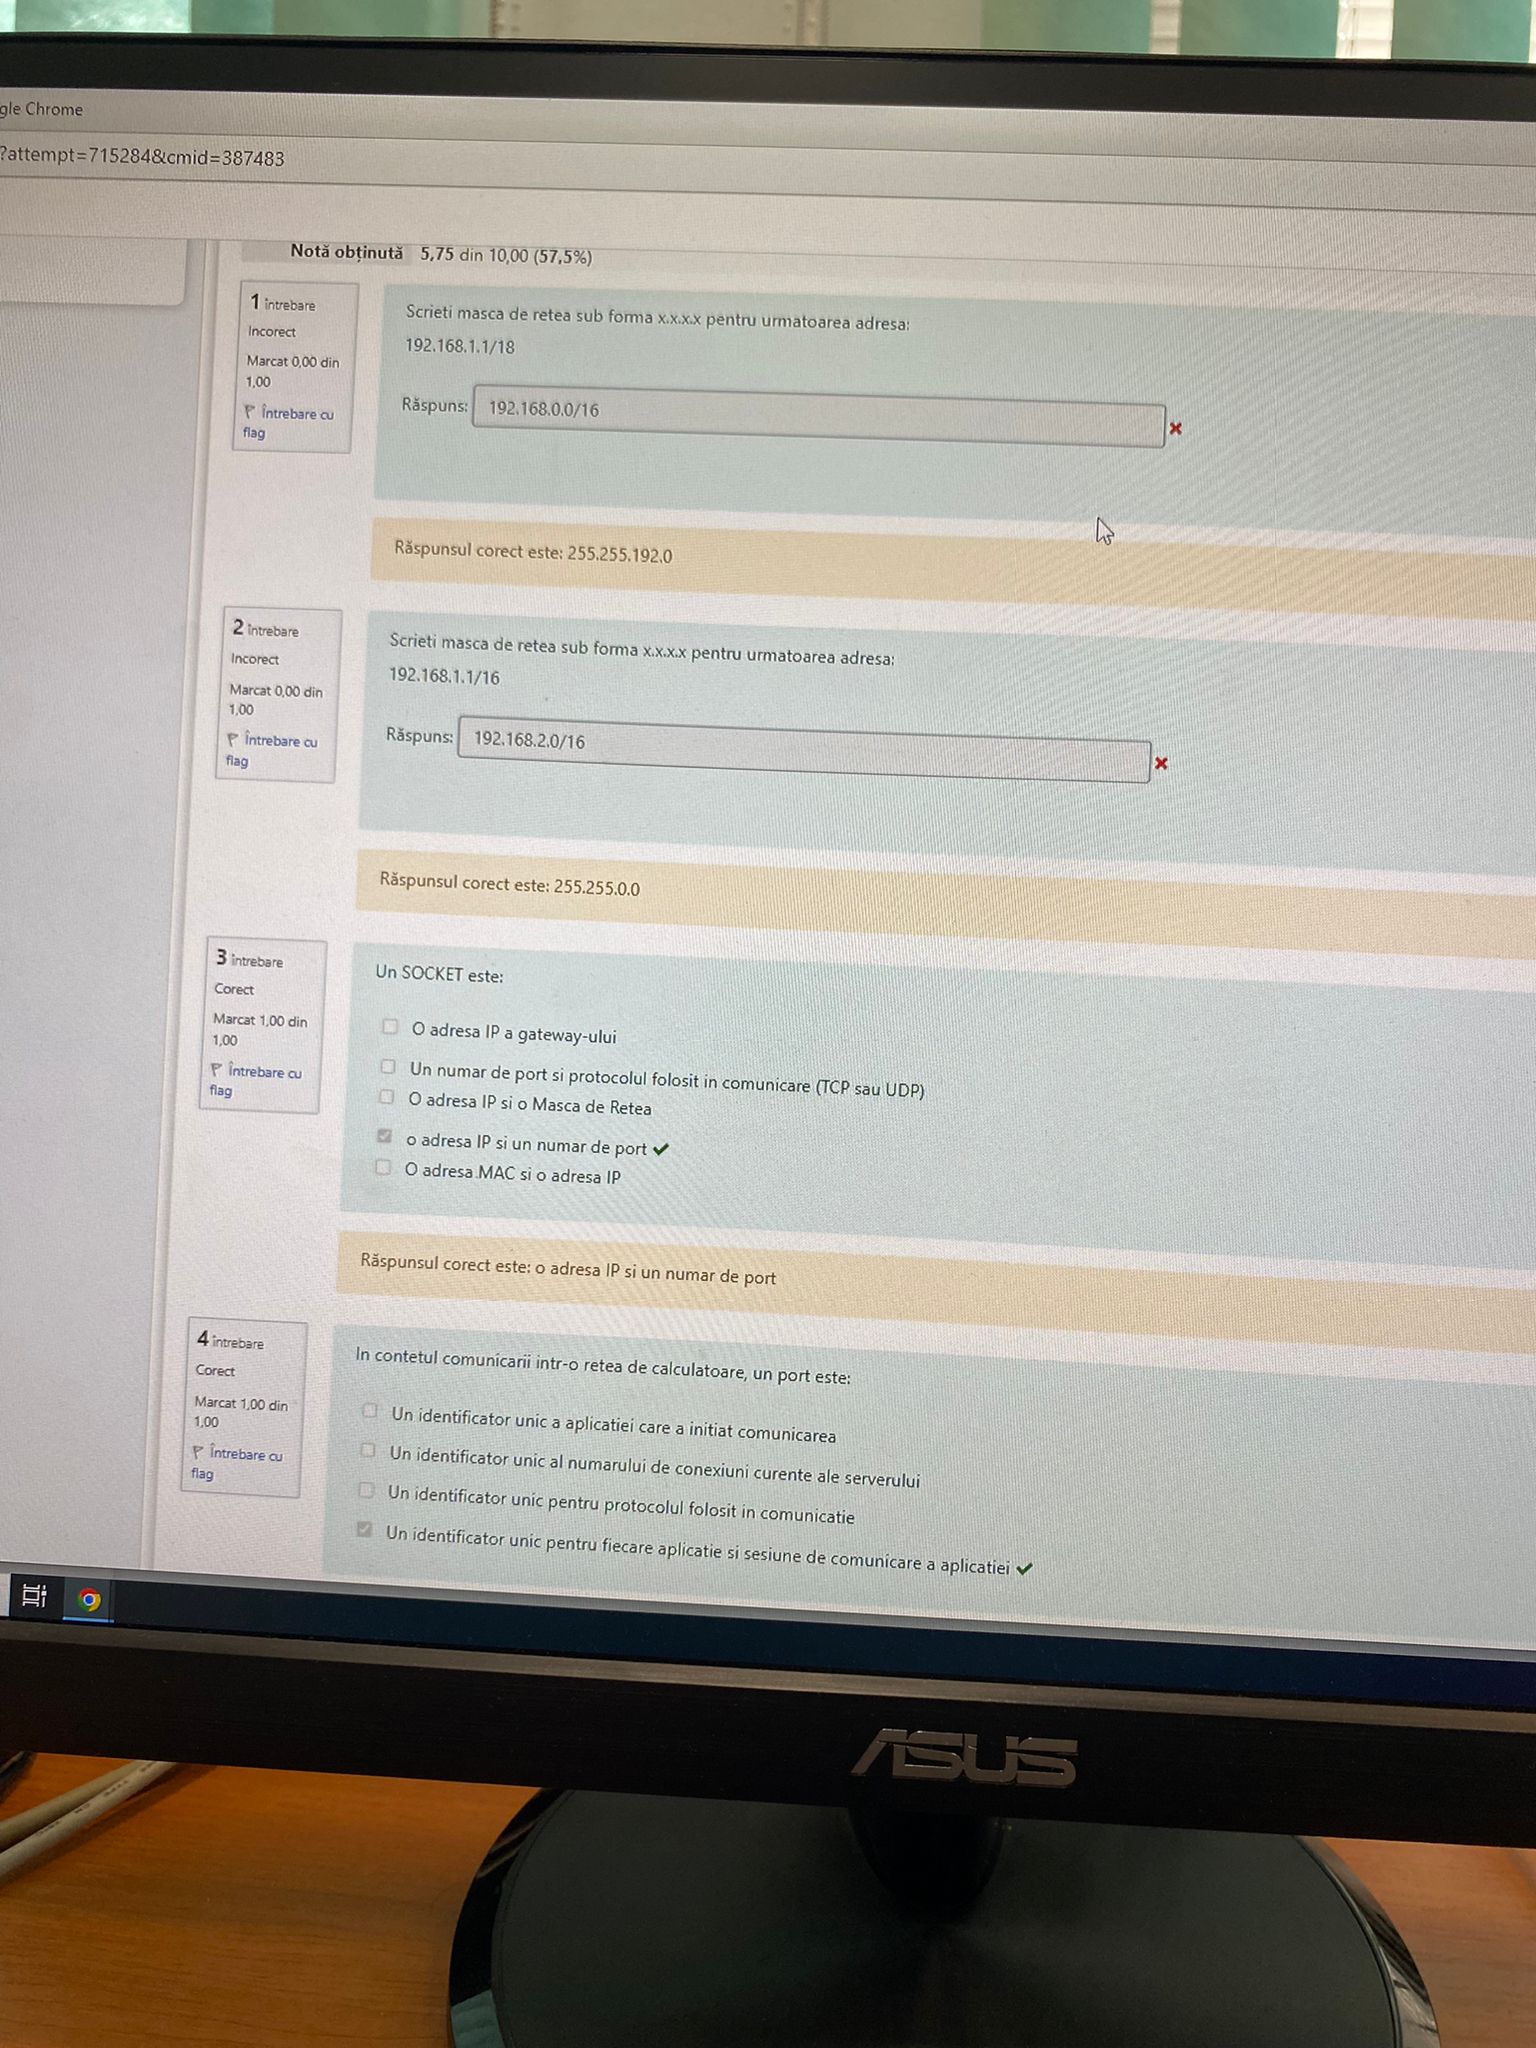 gle Chrome
?attempt=715284&cmid=387483
Notă obținută 5,75 din 10,00 (57,5%)
1 întrebare
Incorect
Marcat 0,00 din
1,00
Întrebare cu
flag
Scrieti masca de retea sub forma x.x.x.x pentru urmatoarea adresa:
192.168.1.1/18
Răspuns: 192.168.0.0/16
Răspunsul corect este: 255.255.192.0
2 întrebare
Incorect
Marcat 0,00 din
1,00
Întrebare cu
flag
Scrieti masca de retea sub forma x.x.x.x pentru urmatoarea adresa:
192.168.1.1/16
Răspuns: 192.168.2.0/16
Răspunsul corect este: 255.255.0.0
3 întrebare
Corect
Marcat 1,00 din
1,00
Întrebare cu
flag
Un SOCKET este:
O adresa IP a gateway-ului
Un numar de port si protocolul folosit in comunicare (TCP sau UDP)
O adresa IP si o Masca de Retea
o adresa IP si un numar de port
O adresa MAC si o adresa IP
Răspunsul corect este: o adresa IP si un numar de port
4 întrebare
Corect
Marcat 1,00 din
1,00
Întrebare cu
flag
In contetul comunicarii intr-o retea de calculatoare, un port este:
Un identificator unic a aplicatiei care a initiat comunicarea
Un identificator unic al numarului de conexiuni curente ale serverului
Un identificator unic pentru protocolul folosit in comunicatie
Un identificator unic pentru fiecare aplicatie si sesiune de comunicare a aplicatiei
ASUS